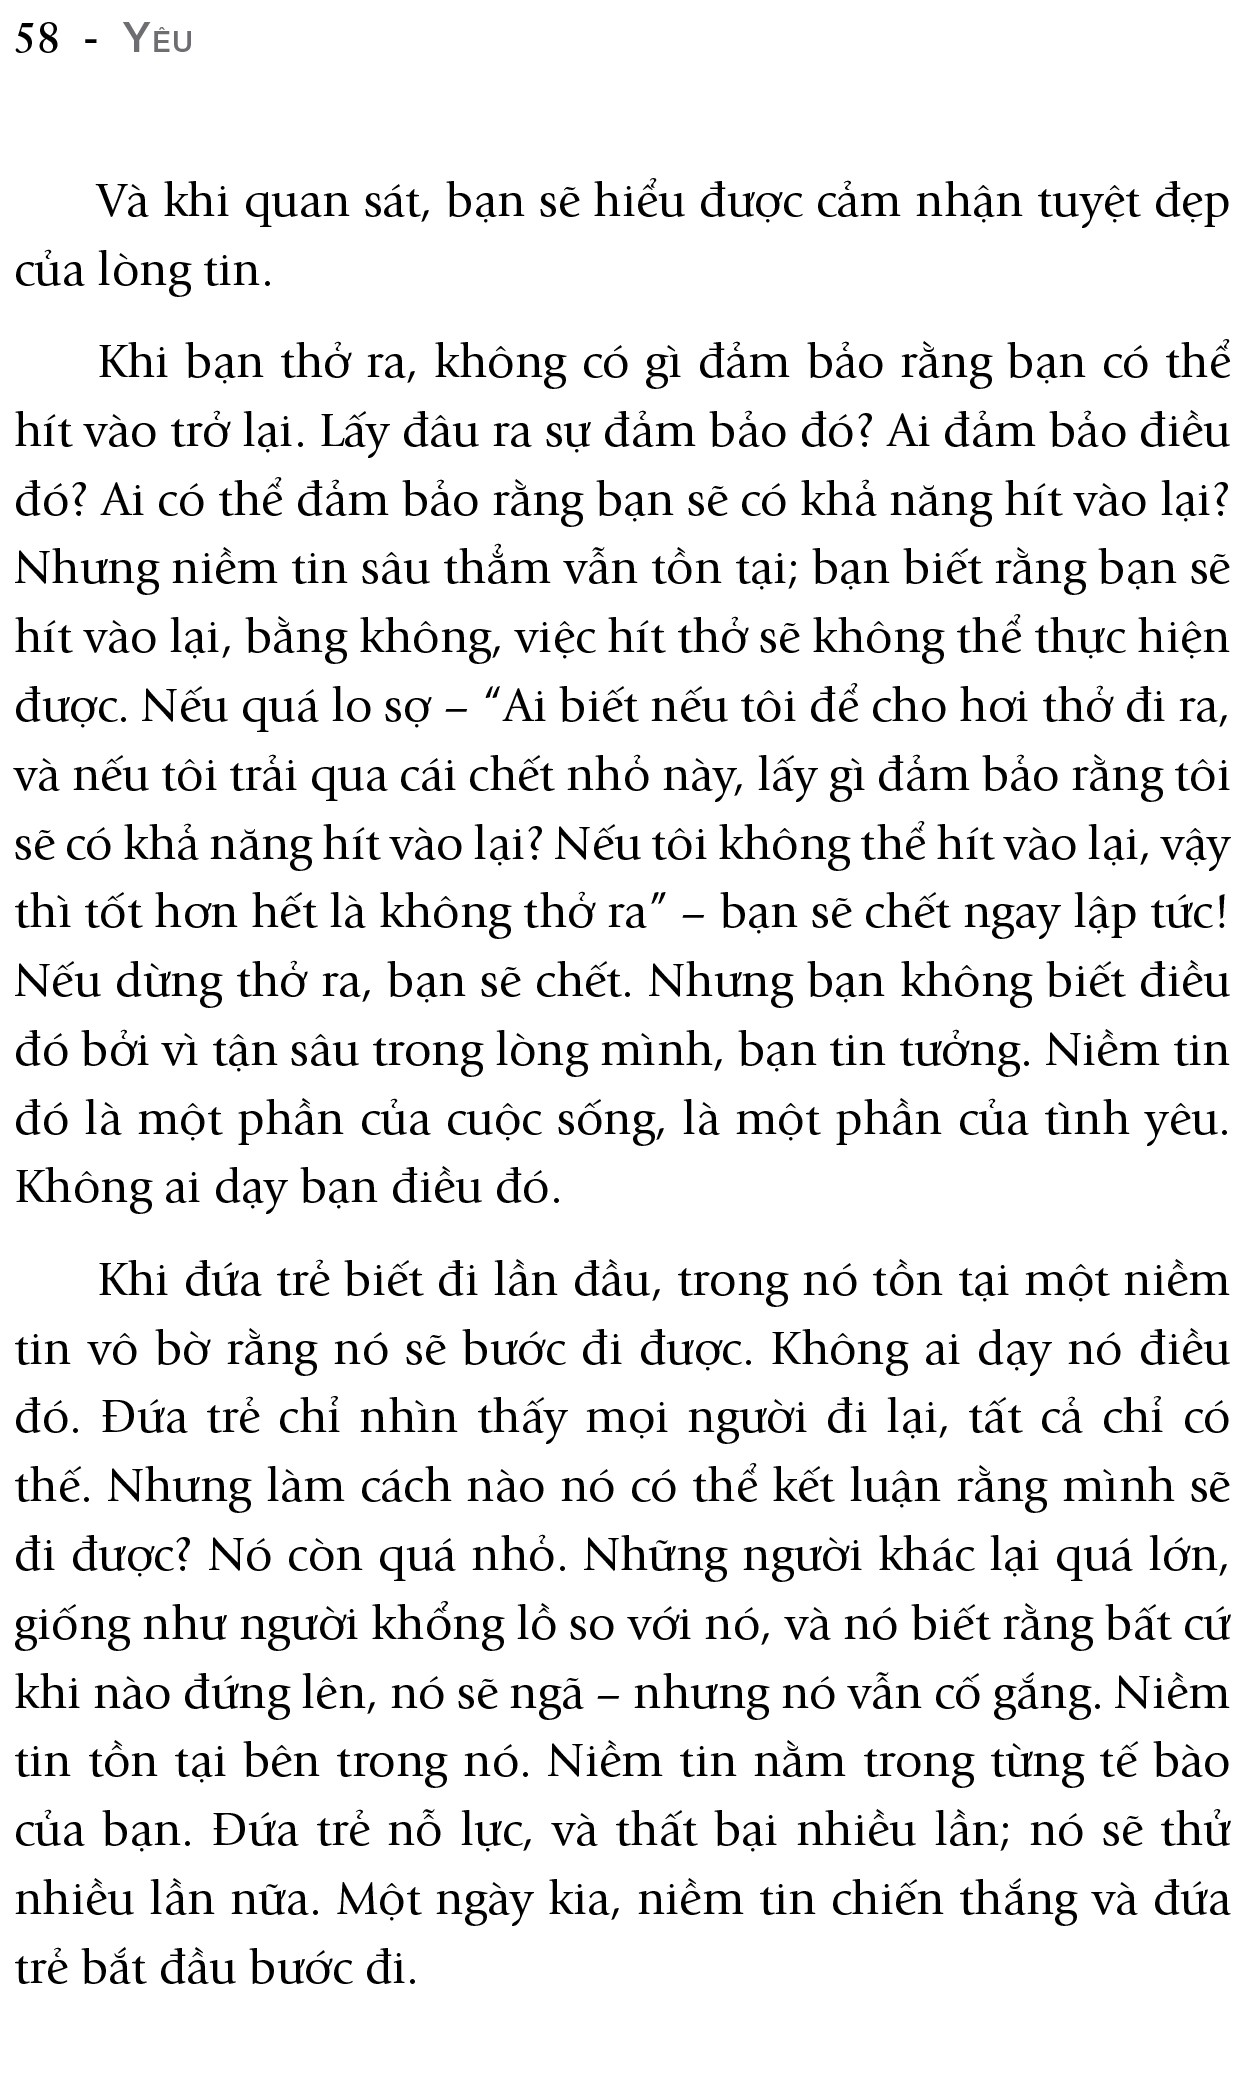 58 - YÊU
Và khi quan sát, bạn sẽ hiểu được cảm nhận tuyệt đẹp
của lòng tin.
Khi bạn thở ra, không có gì đảm bảo rằng bạn có thể
hít vào trở lại. Lấy đâu ra sự đảm bảo đó? Ai đảm bảo điều
đó? Ai có thể đảm bảo rằng bạn sẽ có khả năng hít vào lại?
Nhưng niềm tin sâu thẳm vẫn tồn tại; bạn biết rằng bạn sẽ
hít vào lại, bằng không, việc hít thở sẽ không thể thực hiện
được. Nếu quá lo sợ – “Ai biết nếu tôi để cho hơi thở đi ra,
và nếu tôi trải qua cái chết nhỏ này, lấy gì đảm bảo rằng tôi
sẽ có khả năng hít vào lại? Nếu tôi không thể hít vào lại, vậy
thì tốt hơn hết là không thở ra” – bạn sẽ chết ngay lập tức!
Nếu dừng thở ra, bạn sẽ chết. Nhưng bạn không biết điều
đó bởi vì tận sâu trong lòng mình, bạn tin tưởng. Niềm tin
đó là một phần của cuộc sống, là một phần của tình yêu.
Không ai dạy bạn điều đó.
Khi đứa trẻ biết đi lần đầu, trong nó tồn tại một niềm
tin vô bờ rằng nó sẽ bước đi được. Không ai dạy nó điều
đó. Đứa trẻ chỉ nhìn thấy mọi người đi lại, tất cả chỉ có
thế. Nhưng làm cách nào nó có thể kết luận rằng mình sẽ
đi được? Nó còn quá nhỏ. Những người khác lại quá lớn,
giống như người khổng lồ so với nó, và nó biết rằng bất cứ
khi nào đứng lên, nó sẽ ngã – nhưng nó vẫn cố gắng. Niềm
tin tồn tại bên trong nó. Niềm tin nằm trong từng tế bào
của bạn. Đứa trẻ nỗ lực, và thất bại nhiều lần; nó sẽ thử
nhiều lần nữa. Một ngày kia, niềm tin chiến thắng và đứa
trẻ bắt đầu bước đi.